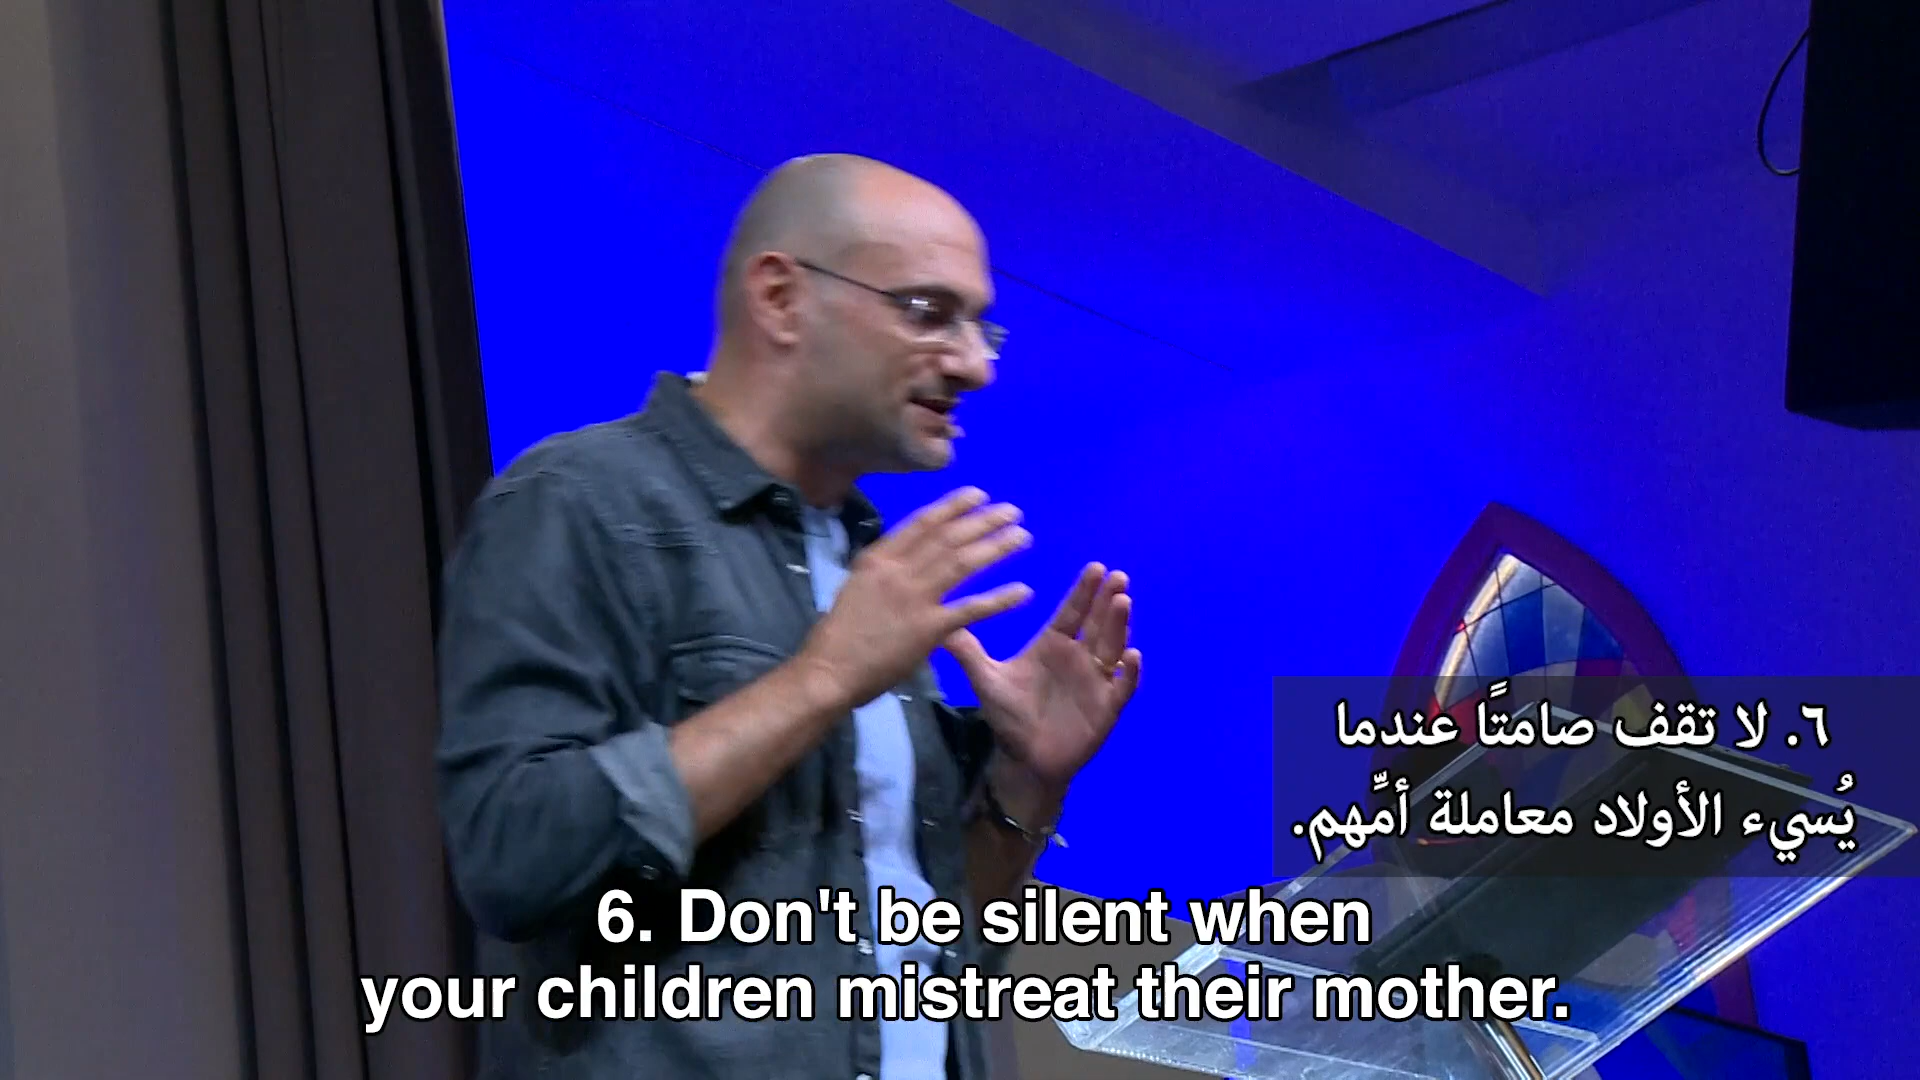 ٦. لا تقف صامتًا عندما
يُسيء الأولاد معاملة أمِّهم.
6. Don't be silent when
your children mistreat their mother.